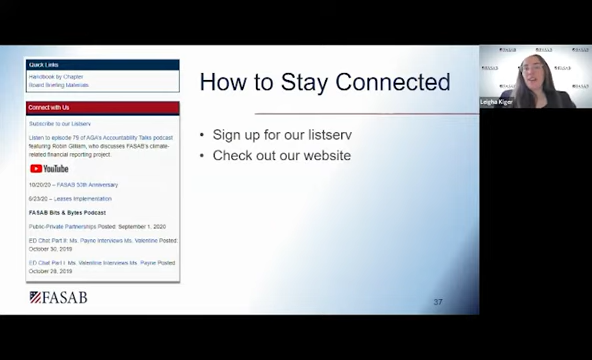 Quick Links
Handbook by Chapter
Board Briefing Materials
Connect with Us
Subscribe to our Listserv
Listen to episode 79 of AGA's Accountability Talks podcast
featuring Robin Gilliam, who discusses FASAB's climate-
related financial reporting project.
YouTube
10/20/20 – FASAB 30th Anniversary
6/23/20 – Leases Implementation
FASAB Bits & Bytes Podcast
Public-Private Partnerships Posted: September 1, 2020
ED Chat Part II: Ms. Payne Interviews Ms. Valentine Posted:
October 30, 2019
ED Chat Part I: Ms. Valentine Interviews Ms. Payne Posted:
October 28, 2019
FASAB
How to Stay Connected
• Sign up for our listserv
• Check out our website
37
FASAB
Leigha Kiger